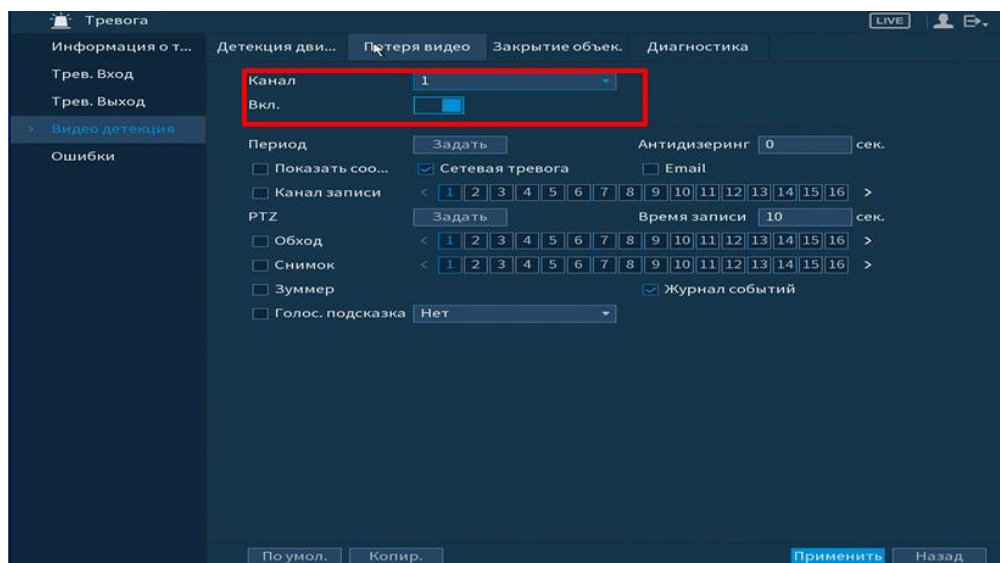 Тревога LIVE
Информация о т... Детекция дви... Потеря видео Закрытие объек. Диагностика
Трев. Вход
Трев. Выход
> Видео детекция
Ошибки
Канал 1
Вкл.
Период Задать Антидизеринг 0 сек.
Показать соо... Сетевая тревога Email
Канал записи < 1 2 3 4 5 6 7 8 9 10 11 12 13 14 15 16 >
PTZ Задать Время записи 10 сек.
Обход < 1 2 3 4 5 6 7 8 9 10 11 12 13 14 15 16 >
Снимок < 1 2 3 4 5 6 7 8 9 10 11 12 13 14 15 16 >
Зуммер Журнал событий
Голос. подсказка Нет
По умол. Копир. Применить Назад